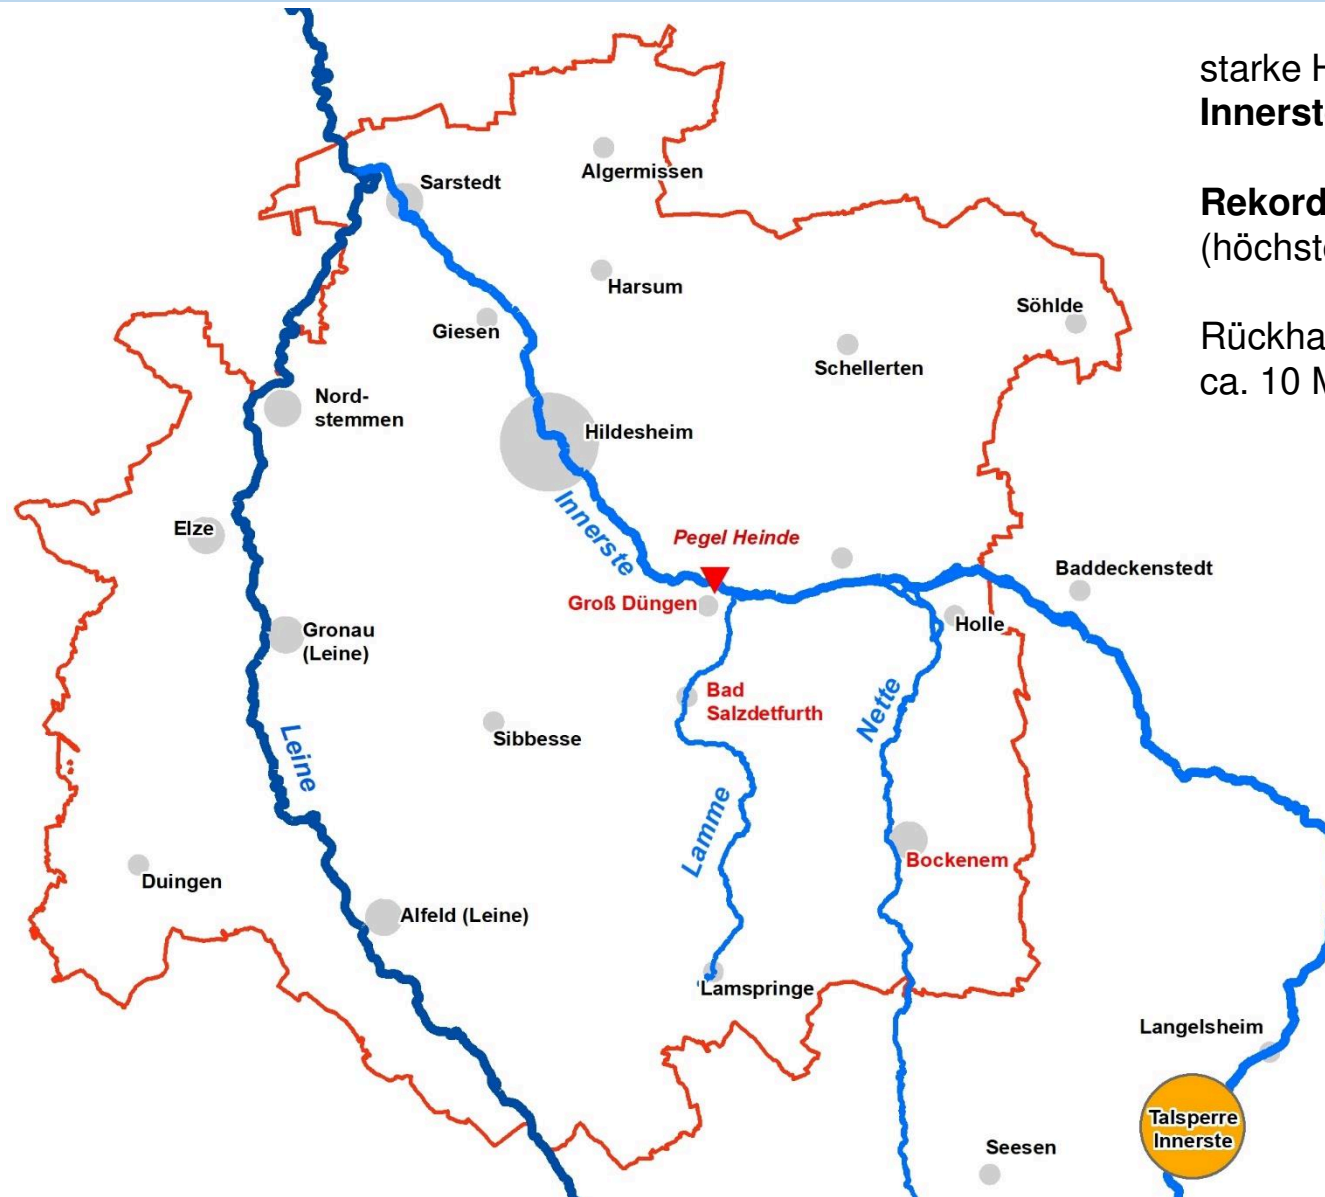 starke
Innerst
Rekord
(höchst
Rückha
ca. 10
Algermissen
Sarstedt
Harsum
Söhlde
Giesen
Schellerten
Nord-
stemmen
Hildesheim
Innerste
Elze
Pegel Heinde
Baddeckenstedt
Groß Düngen
Holle
Gronau
(Leine)
Bad
Salzdetfurth
Nette
Sibbesse
Leine
Lamme
Bockenem
Duingen
Alfeld (Leine)
Lamspringe
Langelsheim
Talsperre
Innerste
Seesen